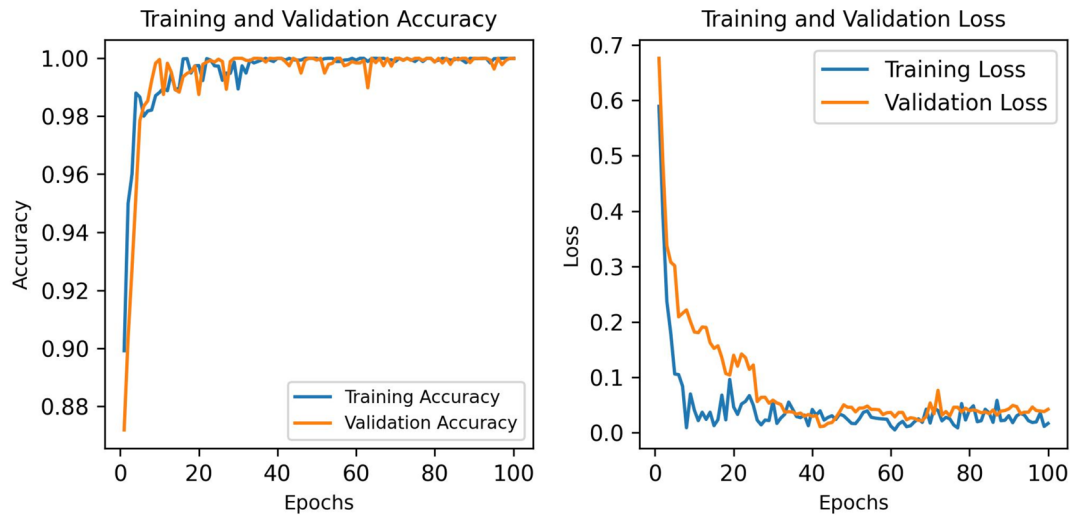 Training and Validation Accuracy
1.00
0.98
0.96
0.94
0.92
0.90
0.88
Accuracy
0 20 40 60 80 100
Epochs
Training Accuracy
Validation Accuracy
Training and Validation Loss
0.7
0.6
0.5
0.4
0.3
0.2
0.1
0.0
Loss
0 20 40 60 80 100
Epochs
Training Loss
Validation Loss